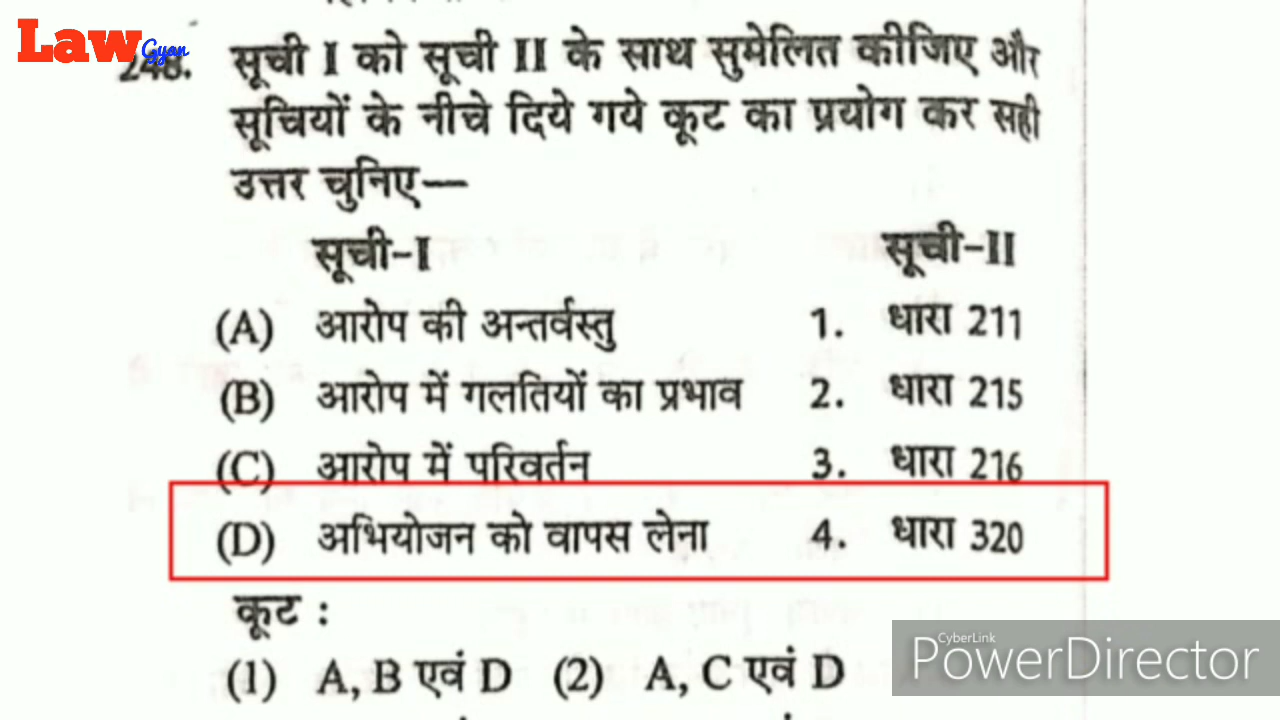 Law
Gyan
248. सूची I को सूची II के साथ सुमेलित कीजिए और
सूचियों के नीचे दिये गये कूट का प्रयोग कर सही
उत्तर चुनिए—
सूची-I सूची-II
(A) आरोप की अन्तर्वस्तु 1. धारा 211
(B) आरोप में गलतियों का प्रभाव 2. धारा 215
(C) आरोप में परिवर्तन 3. धारा 216
(D) अभियोजन को वापस लेना 4. धारा 320
कूट :
(1) A, B एवं D (2) A, C एवं D
CyberLink
PowerDirector